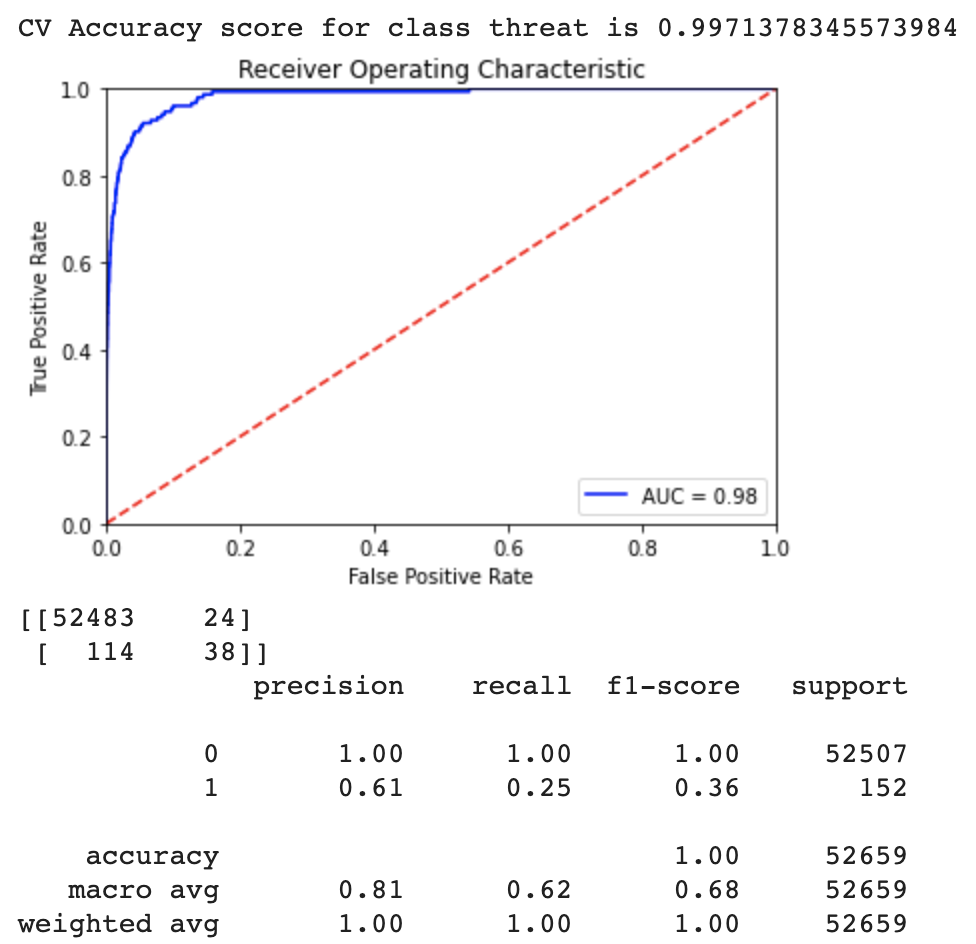 CV Accuracy score for class threat is 0.9971378345573984
Receiver Operating Characteristic
1.0
0.8
0.6
0.4
0.2
0.0
True Positive Rate
AUC = 0.98
0.0 0.2 0.4 0.6 0.8 1.0
False Positive Rate
[[52483 24]
[ 114 38]]
precision recall f1-score support
0 1.00 1.00 1.00 52507
1 0.61 0.25 0.36 152
accuracy 1.00 52659
macro avg 0.81 0.62 0.68 52659
weighted avg 1.00 1.00 1.00 52659